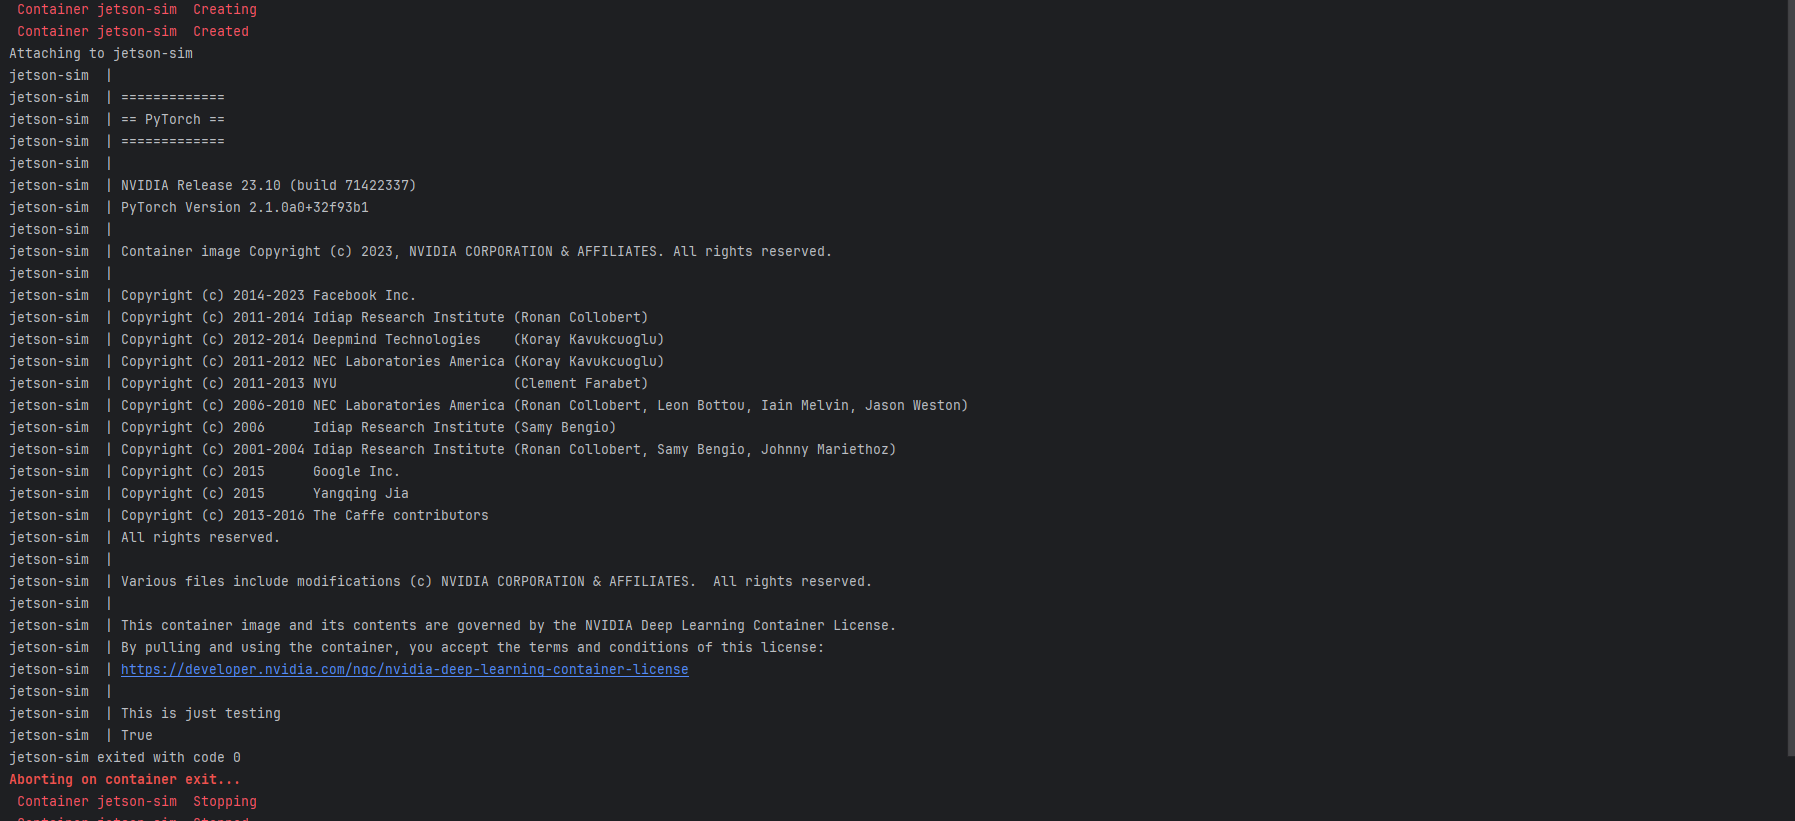 Container jetson-sim  Creating
Container jetson-sim  Created
Attaching to jetson-sim
jetson-sim  |
jetson-sim  | =============
jetson-sim  | == PyTorch ==
jetson-sim  | =============
jetson-sim  |
jetson-sim  | NVIDIA Release 23.10 (build 71422337)
jetson-sim  | PyTorch Version 2.1.0a0+32f93b1
jetson-sim  |
jetson-sim  | Container image Copyright (c) 2023, NVIDIA CORPORATION & AFFILIATES. All rights reserved.
jetson-sim  |
jetson-sim  | Copyright (c) 2014-2023 Facebook Inc.
jetson-sim  | Copyright (c) 2011-2014 Idiap Research Institute (Ronan Collobert)
jetson-sim  | Copyright (c) 2012-2014 Deepmind Technologies    (Koray Kavukcuoglu)
jetson-sim  | Copyright (c) 2011-2012 NEC Laboratories America (Koray Kavukcuoglu)
jetson-sim  | Copyright (c) 2011-2013 NYU                      (Clement Farabet)
jetson-sim  | Copyright (c) 2006-2010 NEC Laboratories America (Ronan Collobert, Leon Bottou, Iain Melvin, Jason Weston)
jetson-sim  | Copyright (c) 2006      Idiap Research Institute (Samy Bengio)
jetson-sim  | Copyright (c) 2001-2004 Idiap Research Institute (Ronan Collobert, Samy Bengio, Johnny Mariethoz)
jetson-sim  | Copyright (c) 2015      Google Inc.
jetson-sim  | Copyright (c) 2015      Yangqing Jia
jetson-sim  | Copyright (c) 2013-2016 The Caffe contributors
jetson-sim  | All rights reserved.
jetson-sim  |
jetson-sim  | Various files include modifications (c) NVIDIA CORPORATION & AFFILIATES.  All rights reserved.
jetson-sim  |
jetson-sim  | This container image and its contents are governed by the NVIDIA Deep Learning Container License.
jetson-sim  | By pulling and using the container, you accept the terms and conditions of this license:
jetson-sim  | https://developer.nvidia.com/ngc/nvidia-deep-learning-container-license
jetson-sim  |
jetson-sim  | This is just testing
jetson-sim  | True
jetson-sim exited with code 0
Aborting on container exit...
Container jetson-sim  Stopping
Container jetson-sim  Stopped